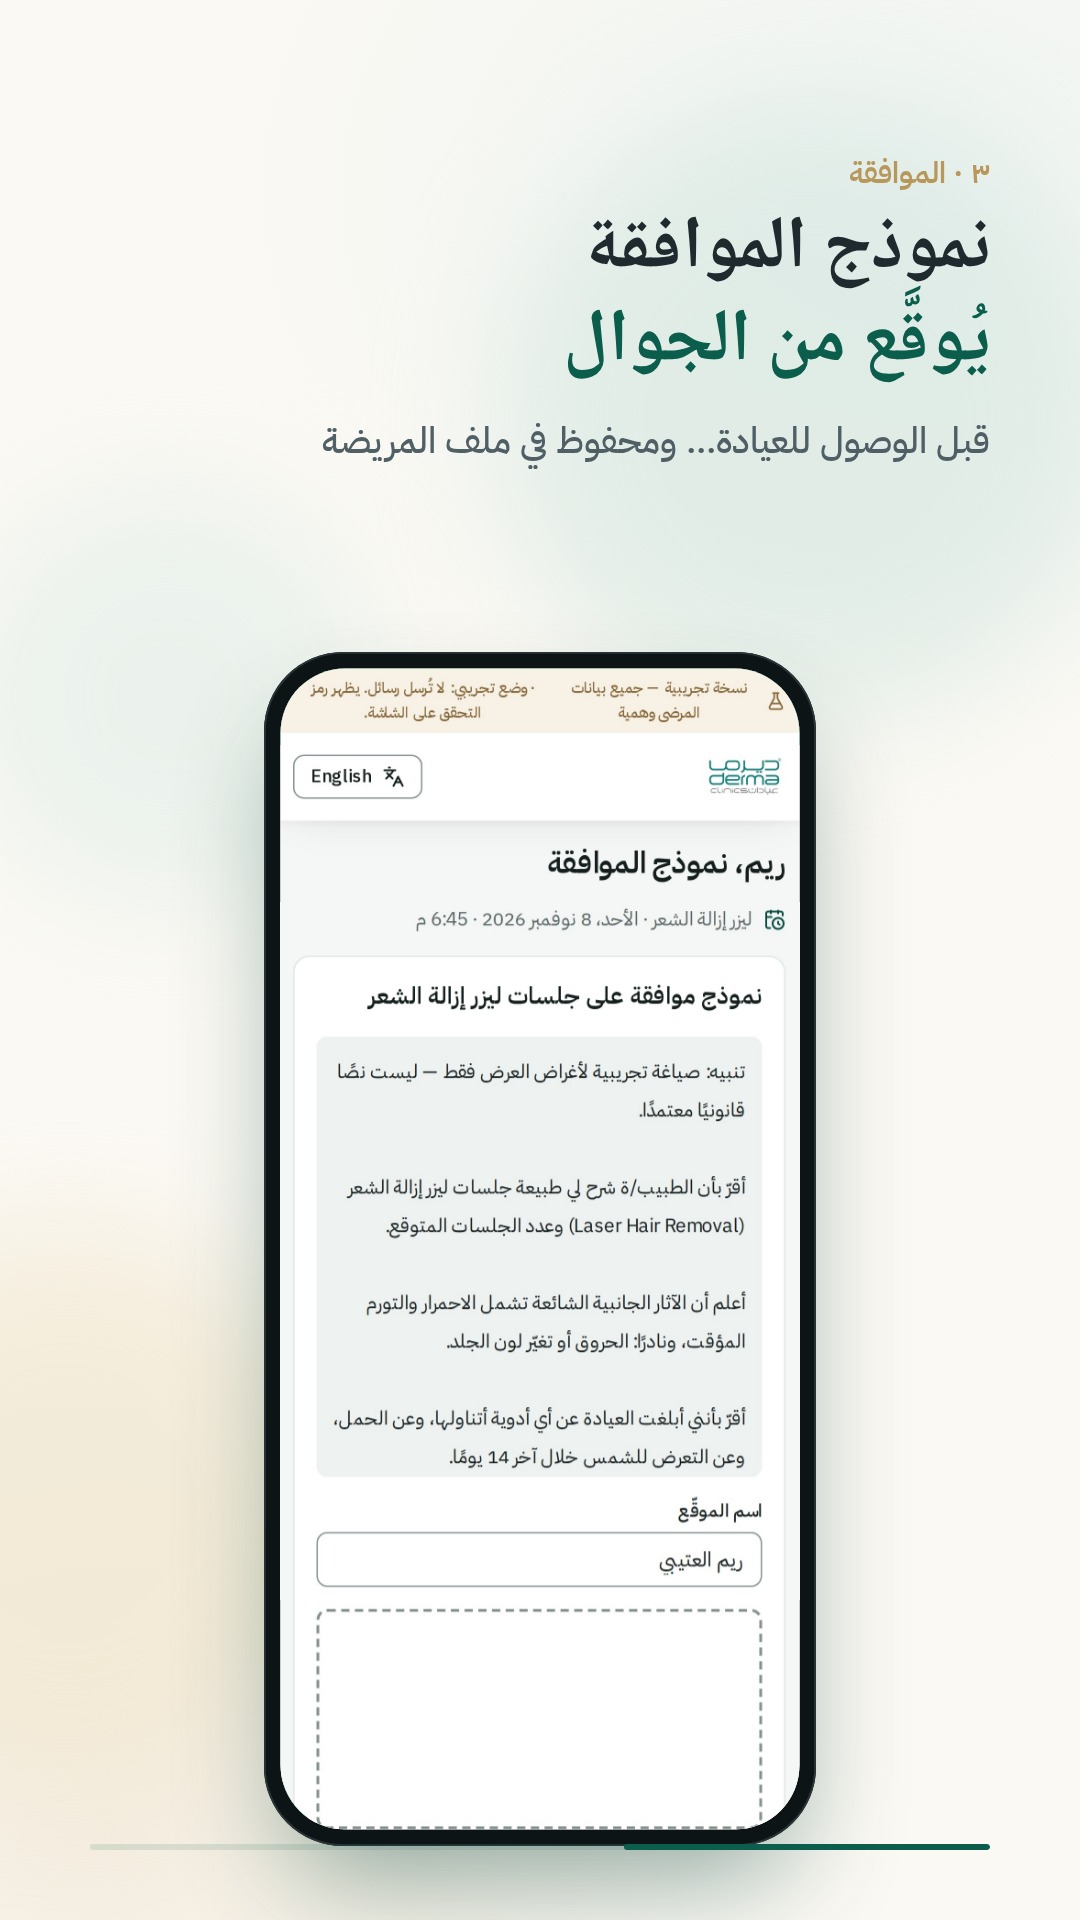 ٣ · الموافقة
نموذج الموافقة
يُوقَّع من الجوال
قبل الوصول للعيادة... ومحفوظ في ملف المريضة
نسخة تجريبية — جميع بيانات
المرضى وهمية
· وضع تجريبي: لا تُرسل رسائل. يظهر رمز
التحقق على الشاشة.
ديرما
derma
clinics عيادات
English
ريم، نموذج الموافقة
ليزر إزالة الشعر · الأحد، 8 نوفمبر 2026 · 6:45 م
نموذج موافقة على جلسات ليزر إزالة الشعر
تنبيه: صياغة تجريبية لأغراض العرض فقط — ليست نصًا
قانونيًا معتمدًا.
أقرّ بأن الطبيب/ة شرح لي طبيعة جلسات ليزر إزالة الشعر
(Laser Hair Removal) وعدد الجلسات المتوقع.
أعلم أن الآثار الجانبية الشائعة تشمل الاحمرار والتورم
المؤقت، ونادرًا: الحروق أو تغيّر لون الجلد.
أقرّ بأنني أبلغت العيادة عن أي أدوية أتناولها، وعن الحمل،
وعن التعرض للشمس خلال آخر 14 يومًا.
اسم الموقّع
ريم العتيبي